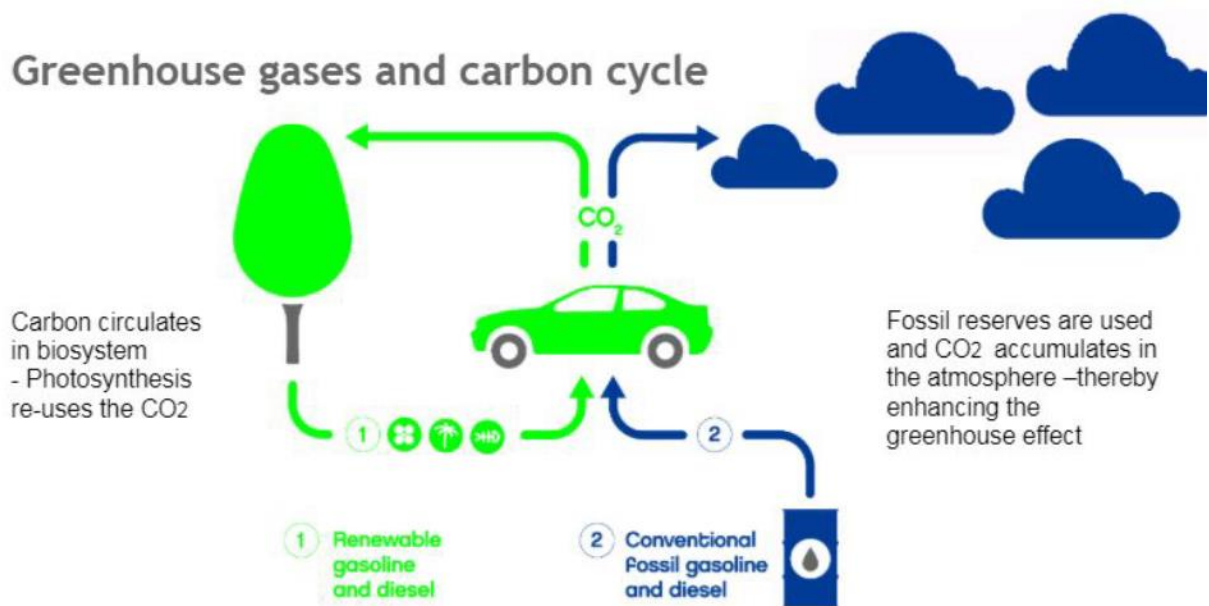 Greenhouse gases and carbon cycle
CO₂
Carbon circulates
in biosystem
- Photosynthesis
re-uses the CO2
Fossil reserves are used
and CO2 accumulates in
the atmosphere –thereby
enhancing the
greenhouse effect
1
2
1 Renewable
gasoline
and diesel
2 Conventional
fossil gasoline
and diesel